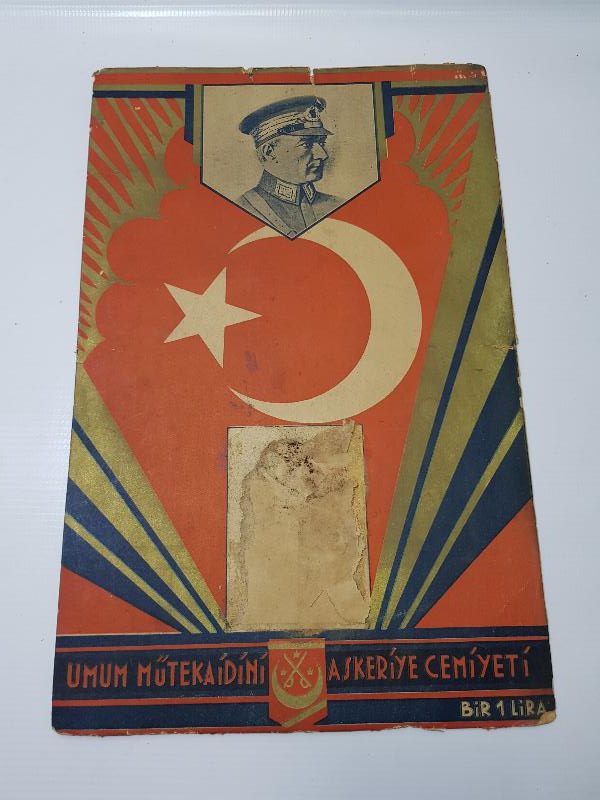 UMUM MÜTEKAİDİNİ ASKERİYE CEMİYETİ
BİR 1 LİRA